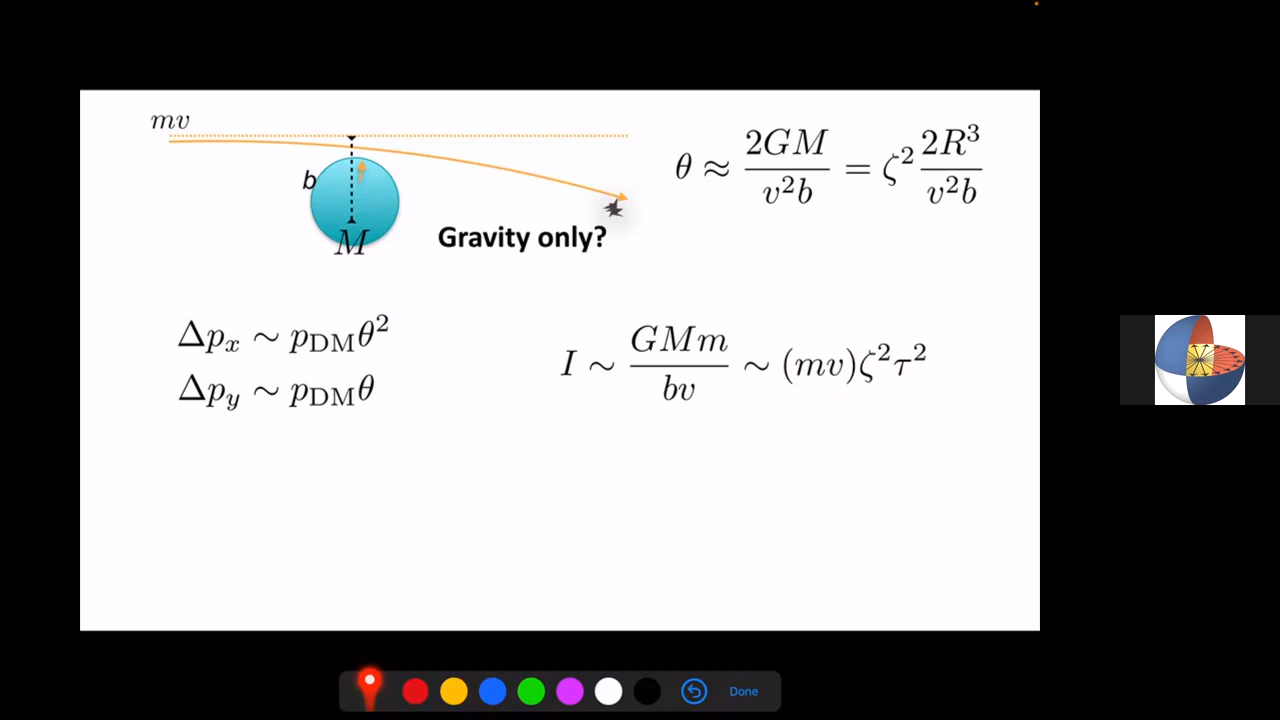 mv
θ ≈ 2GM / v²b = ζ² 2R³ / v²b
b
M
Gravity only?
Δp_x ∼ p_DM θ²
Δp_y ∼ p_DM θ
I ∼ GMm / bv ∼ (mv)ζ²τ²
Done